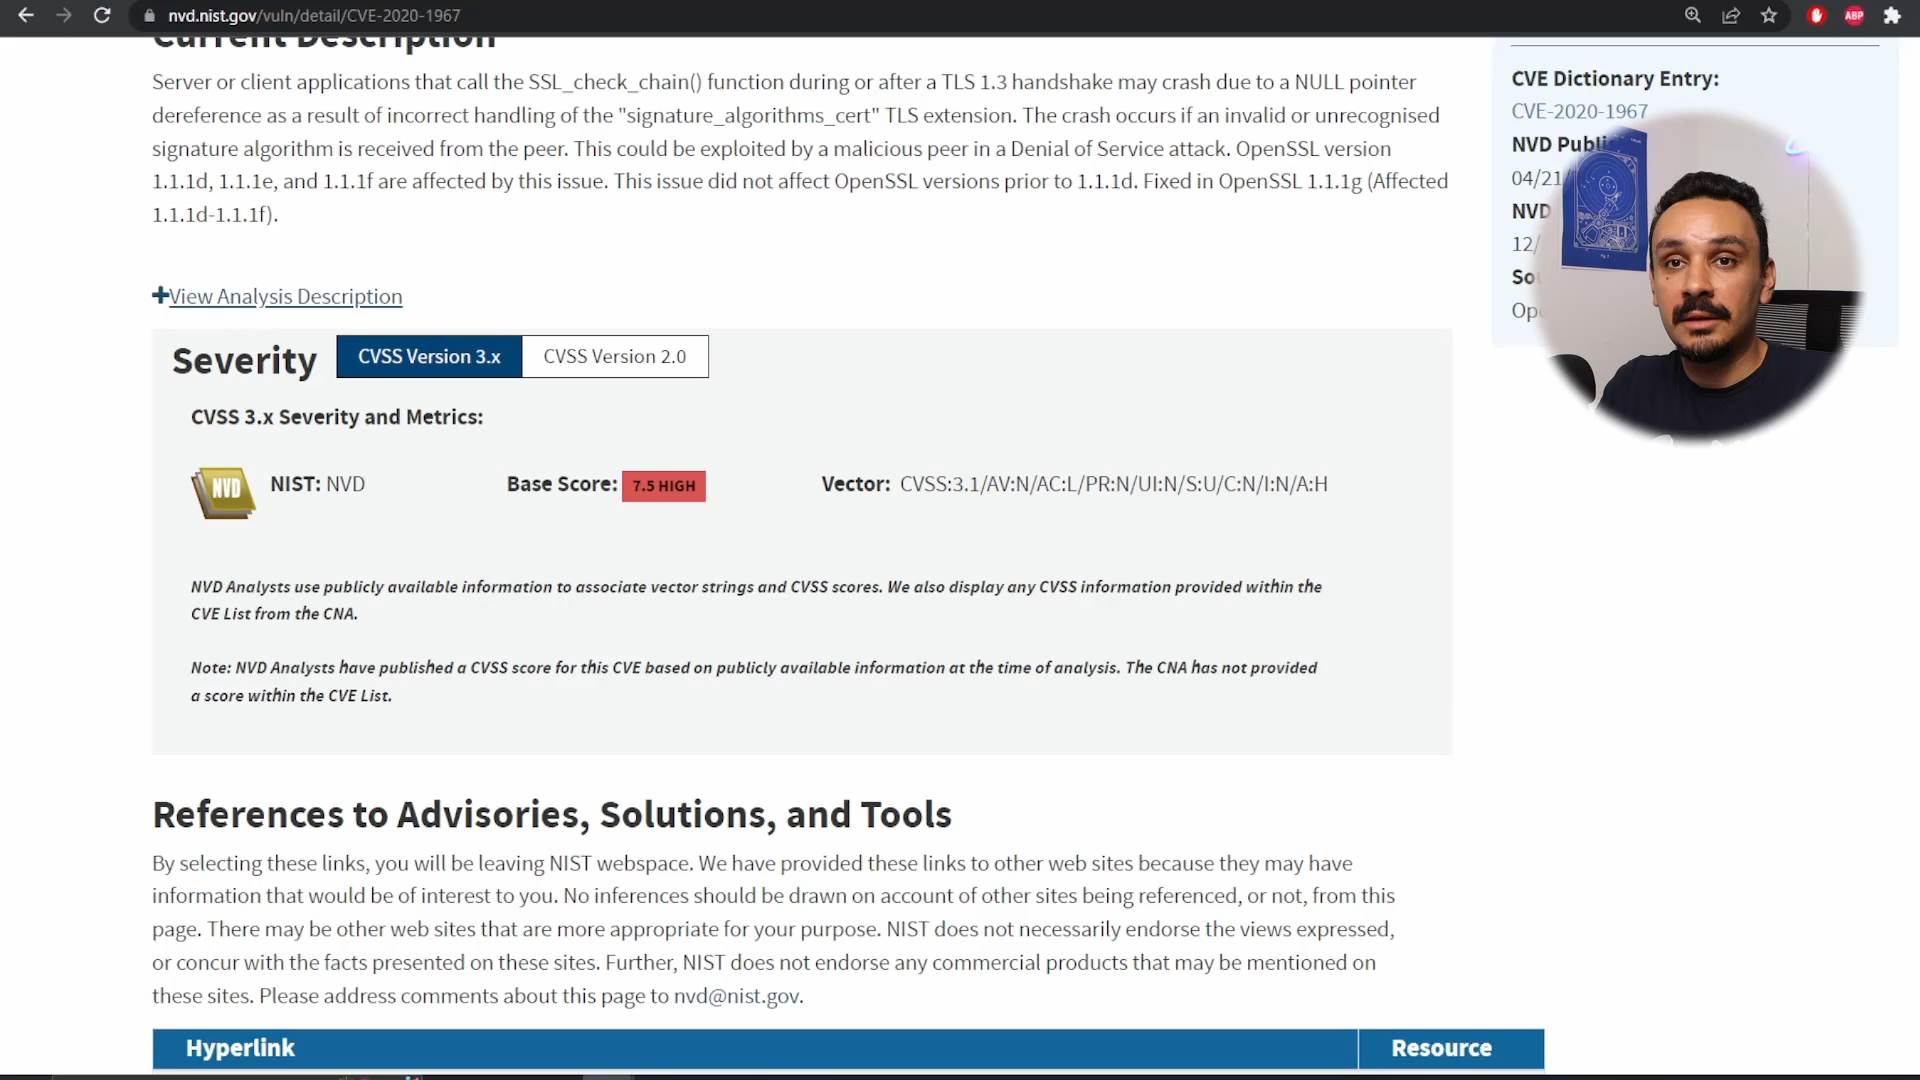 nvd.nist.gov/vuln/detail/CVE-2020-1967
ABP
Current Description
Server or client applications that call the SSL_check_chain() function during or after a TLS 1.3 handshake may crash due to a NULL pointer
dereference as a result of incorrect handling of the "signature_algorithms_cert" TLS extension. The crash occurs if an invalid or unrecognised
signature algorithm is received from the peer. This could be exploited by a malicious peer in a Denial of Service attack. OpenSSL version
1.1.1d, 1.1.1e, and 1.1.1f are affected by this issue. This issue did not affect OpenSSL versions prior to 1.1.1d. Fixed in OpenSSL 1.1.1g (Affected
1.1.1d-1.1.1f).
View Analysis Description
Severity
CVSS Version 3.x
CVSS Version 2.0
CVSS 3.x Severity and Metrics:
NVD
NIST: NVD
Base Score: 7.5 HIGH
Vector: CVSS:3.1/AV:N/AC:L/PR:N/UI:N/S:U/C:N/I:N/A:H
NVD Analysts use publicly available information to associate vector strings and CVSS scores. We also display any CVSS information provided within the
CVE List from the CNA.
Note: NVD Analysts have published a CVSS score for this CVE based on publicly available information at the time of analysis. The CNA has not provided
a score within the CVE List.
References to Advisories, Solutions, and Tools
By selecting these links, you will be leaving NIST webspace. We have provided these links to other web sites because they may have
information that would be of interest to you. No inferences should be drawn on account of other sites being referenced, or not, from this
page. There may be other web sites that are more appropriate for your purpose. NIST does not necessarily endorse the views expressed,
or concur with the facts presented on these sites. Further, NIST does not endorse any commercial products that may be mentioned on
these sites. Please address comments about this page to nvd@nist.gov.
Hyperlink
Resource
CVE Dictionary Entry:
CVE-2020-1967
NVD Publi
04/21/
NVD
12/
So
Op